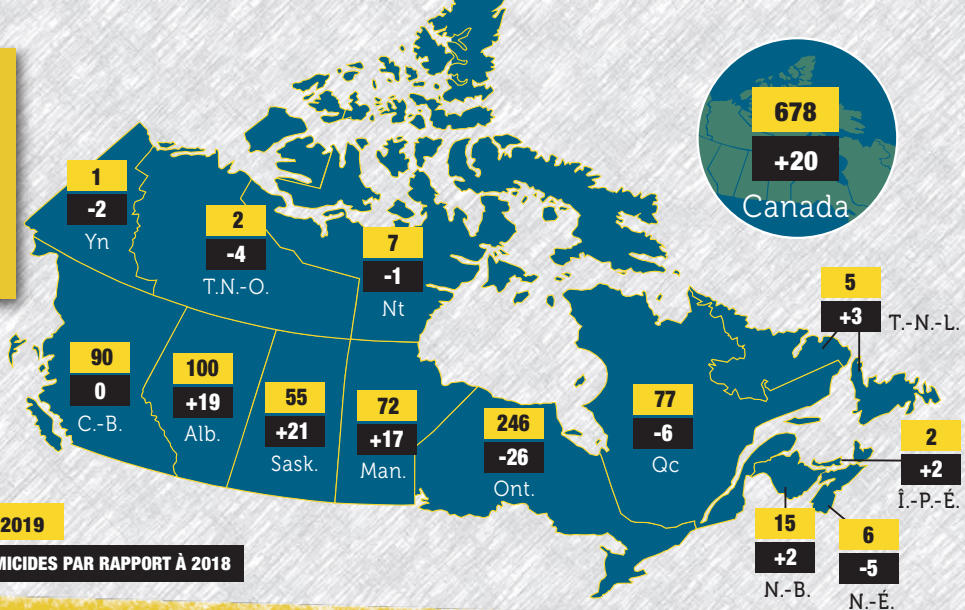 678
+20
Canada
1
-2
Yn
2
-4
T.N.-O.
7
-1
Nt
5
+3
T.-N.-L.
90
0
C.-B.
100
+19
Alb.
55
+21
Sask.
72
+17
Man.
246
-26
Ont.
77
-6
Qc
2
+2
Î.-P.-É.
15
+2
N.-B.
6
-5
N.-É.
2019
MICIDES PAR RAPPORT À 2018